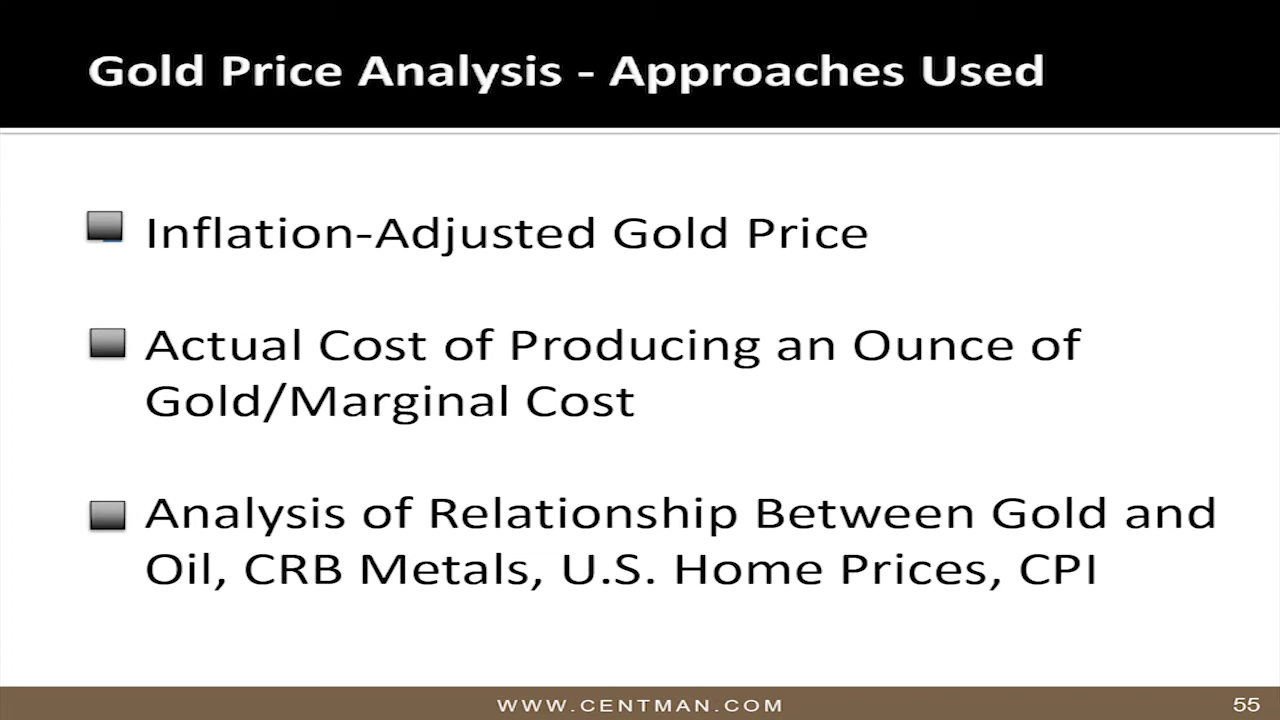 Gold Price Analysis - Approaches Used
Inflation-Adjusted Gold Price
Actual Cost of Producing an Ounce of
Gold/Marginal Cost
Analysis of Relationship Between Gold and
Oil, CRB Metals, U.S. Home Prices, CPI
WWW.CENTMAN.COM
55